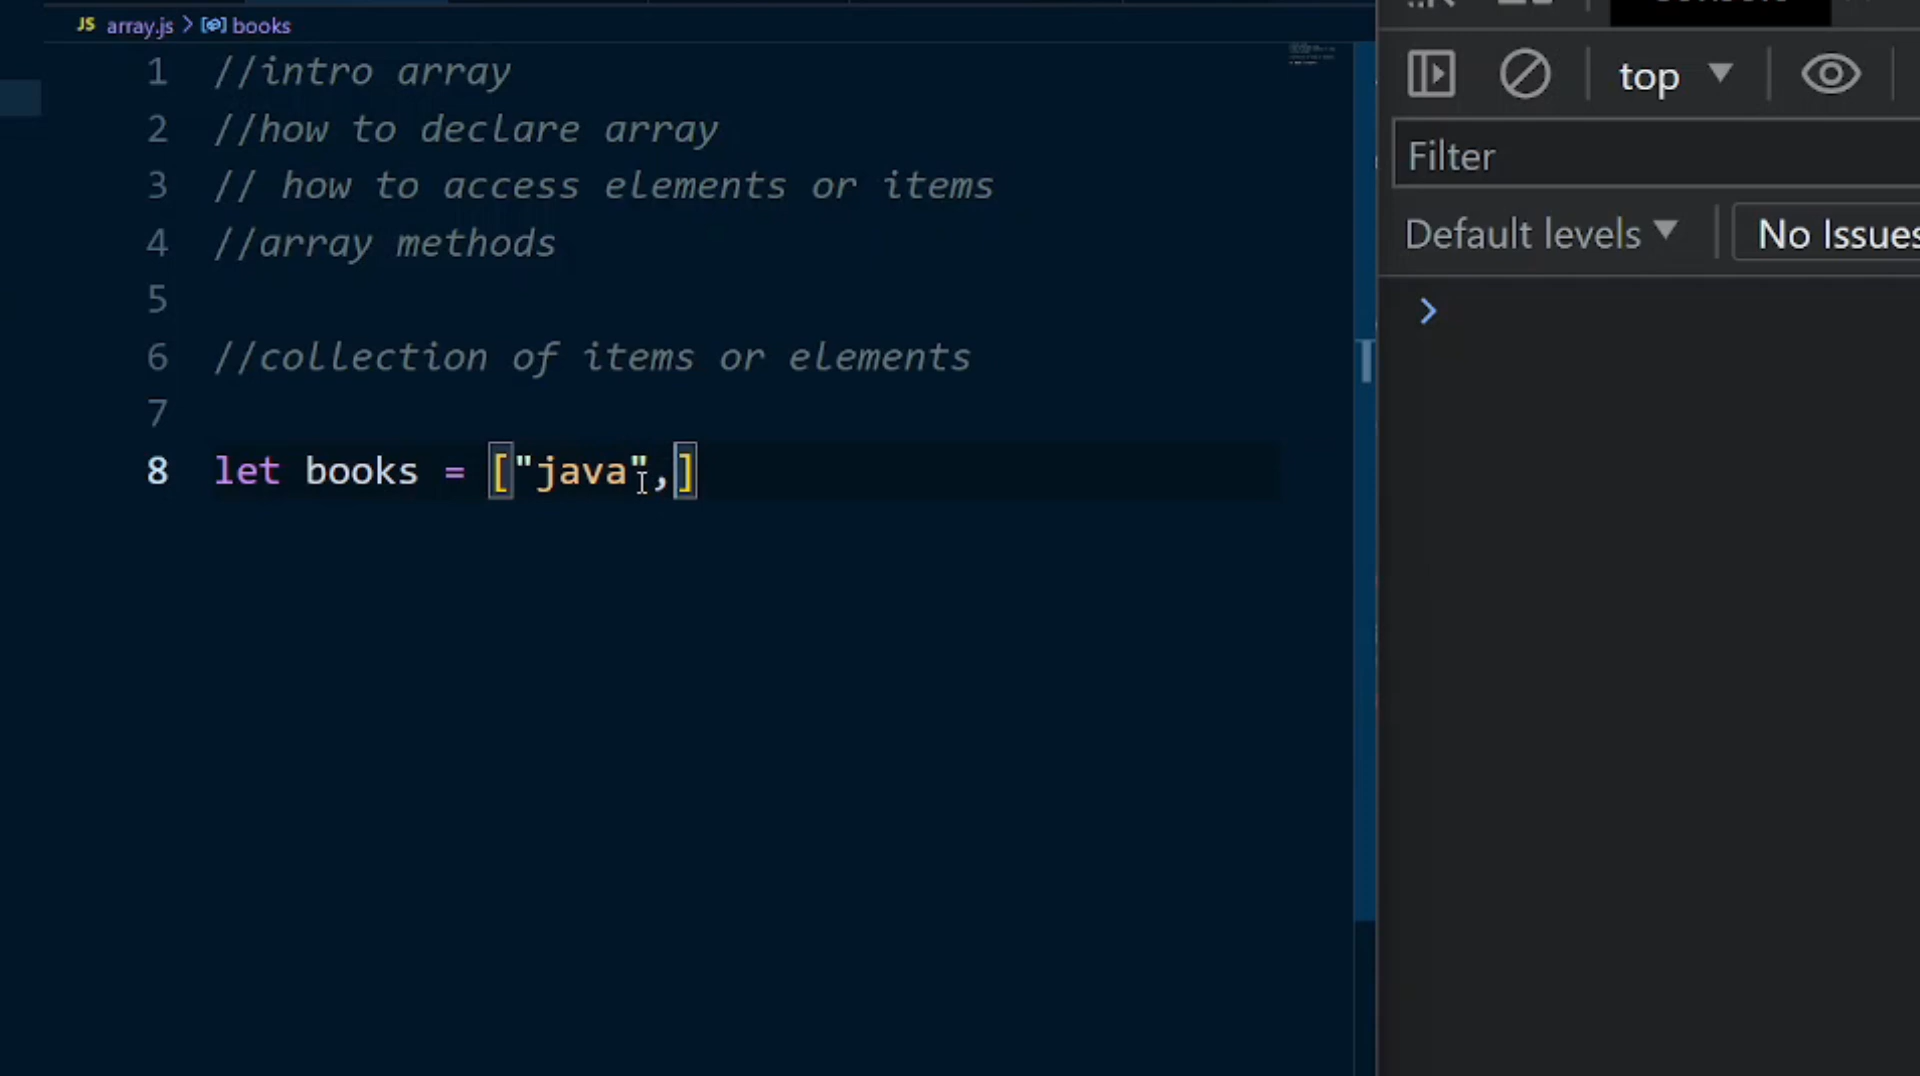 JS array.js > books
1 //intro array
2 //how to declare array
3 // how to access elements or items
4 //array methods
5
6 //collection of items or elements
7
8 let books = ["java",]
top
Filter
Default levels
No Issues